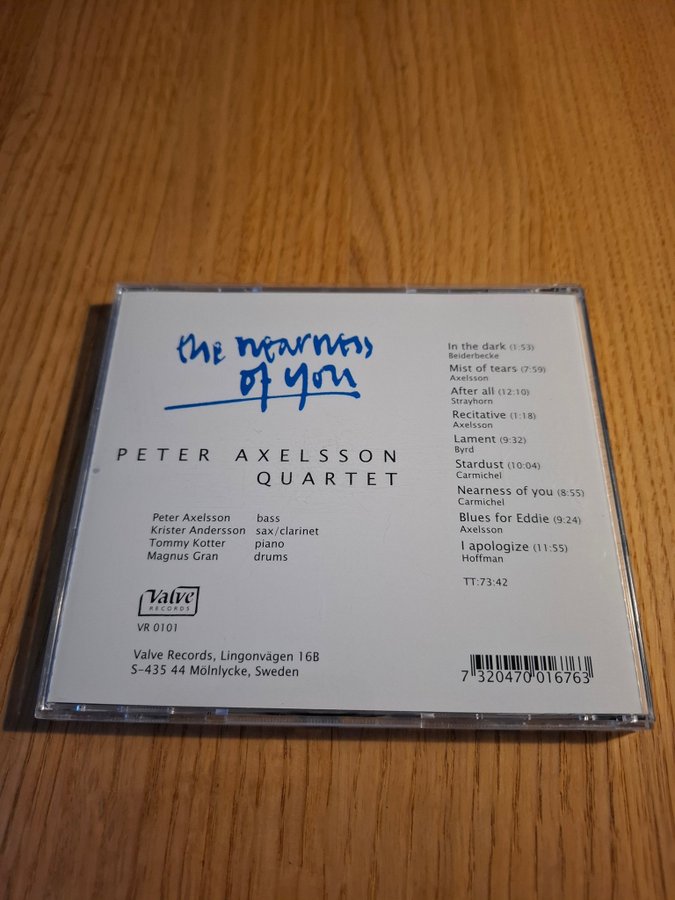 the nearness
of you
PETER AXELSSON
QUARTET
Peter Axelsson bass
Krister Andersson sax/clarinet
Tommy Kotter piano
Magnus Gran drums
Valve
RECORDS
VR 0101
Valve Records, Lingonvägen 16B
S-435 44 Mölnlycke, Sweden
In the dark (1:53)
Beiderbecke
Mist of tears (7:59)
Axelsson
After all (12:10)
Strayhorn
Recitative (1:18)
Axelsson
Lament (9:32)
Byrd
Stardust (10:04)
Carmichel
Nearness of you (8:55)
Carmichel
Blues for Eddie (9:24)
Axelsson
I apologize (11:55)
Hoffman
TT:73:42
7 320470 016763